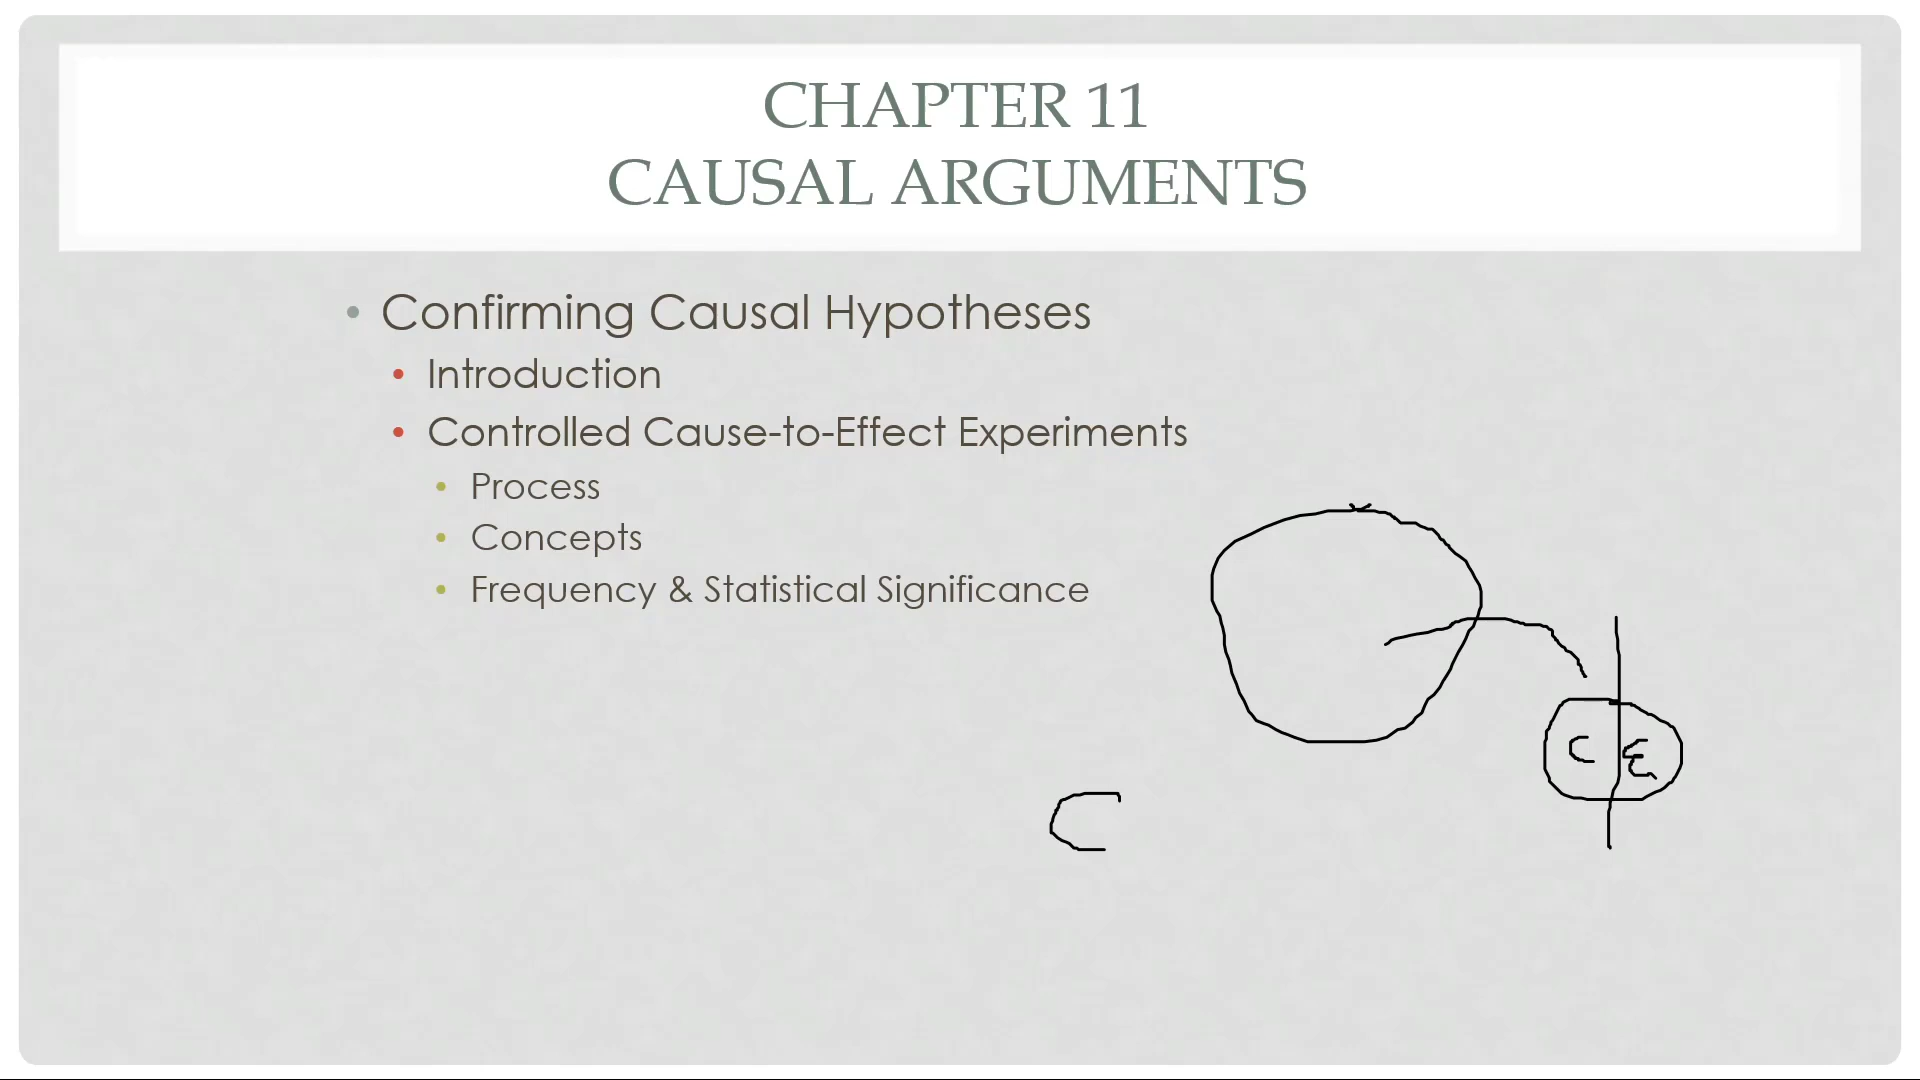 CHAPTER 11
CAUSAL ARGUMENTS
• Confirming Causal Hypotheses
• Introduction
• Controlled Cause-to-Effect Experiments
• Process
• Concepts
• Frequency & Statistical Significance
C E
C